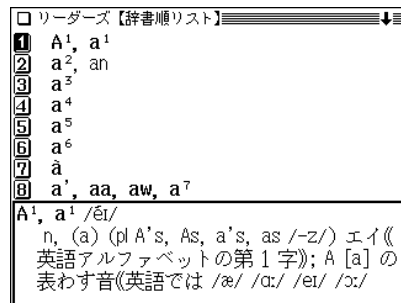 リーダーズ【辞書順リスト】
1 A¹, a¹
2 a², an
3 a³
4 a⁴
5 a⁵
6 a⁶
7 à
8 a', aa, aw, a⁷
A¹, a¹ /éɪ/
n, (a) (pl A's, As, a's, as /-z/) エイ《
英語アルファベットの第1字》; A [a] の
表わす音《英語では /æ/ /ɑː/ /eɪ/ /ɔː/